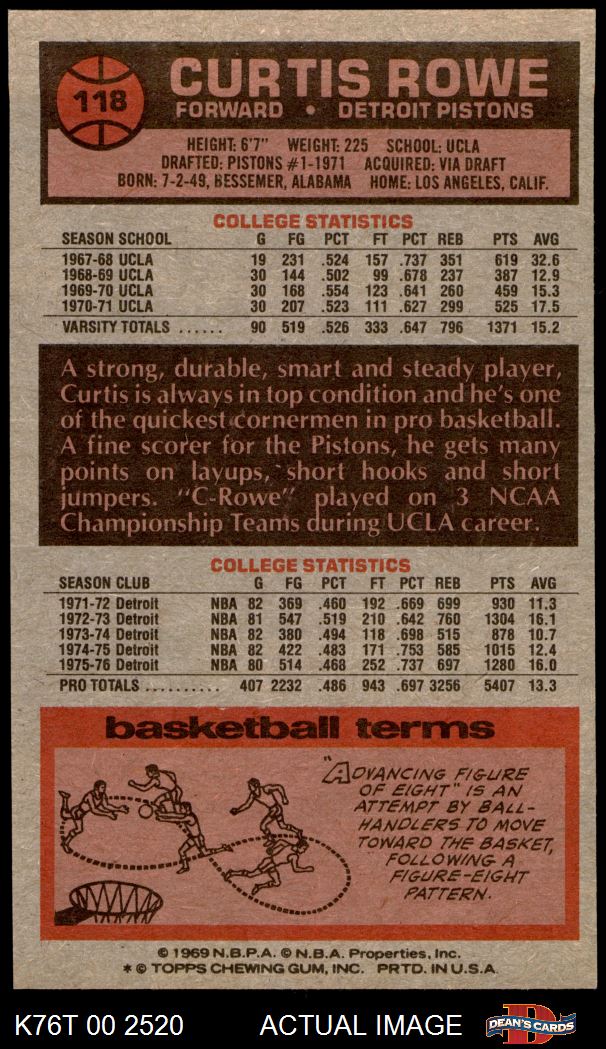 118
CURTIS ROWE
FORWARD • DETROIT PISTONS
HEIGHT: 6'7" WEIGHT: 225 SCHOOL: UCLA
DRAFTED: PISTONS #1-1971 ACQUIRED: VIA DRAFT
BORN: 7-2-49, BESSEMER, ALABAMA HOME: LOS ANGELES, CALIF.
COLLEGE STATISTICS
SEASON SCHOOL G FG PCT FT PCT REB PTS AVG
1967-68 UCLA 19 231 .524 157 .737 351 619 32.6
1968-69 UCLA 30 144 .502 99 .678 237 387 12.9
1969-70 UCLA 30 168 .554 123 .641 260 459 15.3
1970-71 UCLA 30 207 .523 111 .627 299 525 17.5
VARSITY TOTALS ...... 90 519 .526 333 .647 796 1371 15.2
A strong, durable, smart and steady player,
Curtis is always in top condition and he's one
of the quickest cornermen in pro basketball.
A fine scorer for the Pistons, he gets many
points on layups, short hooks and short
jumpers. "C-Rowe" played on 3 NCAA
Championship Teams during UCLA career.
COLLEGE STATISTICS
SEASON CLUB G FG PCT FT PCT REB PTS AVG
1971-72 Detroit NBA 82 369 .460 192 .669 699 930 11.3
1972-73 Detroit NBA 81 547 .519 210 .642 760 1304 16.1
1973-74 Detroit NBA 82 380 .494 118 .698 515 878 10.7
1974-75 Detroit NBA 82 422 .483 171 .753 585 1015 12.4
1975-76 Detroit NBA 80 514 .468 252 .737 697 1280 16.0
PRO TOTALS .......... 407 2232 .486 943 .697 3256 5407 13.3
basketball terms
"ADVANCING FIGURE
OF EIGHT" IS AN
ATTEMPT BY BALL-
HANDLERS TO MOVE
TOWARD THE BASKET,
FOLLOWING A
FIGURE-EIGHT
PATTERN.
© 1969 N.B.P.A. © N.B.A. Properties, Inc.
* © TOPPS CHEWING GUM, INC. PRTD. IN U.S.A.
K76T 00 2520 ACTUAL IMAGE
D
DEAN'S CARDS